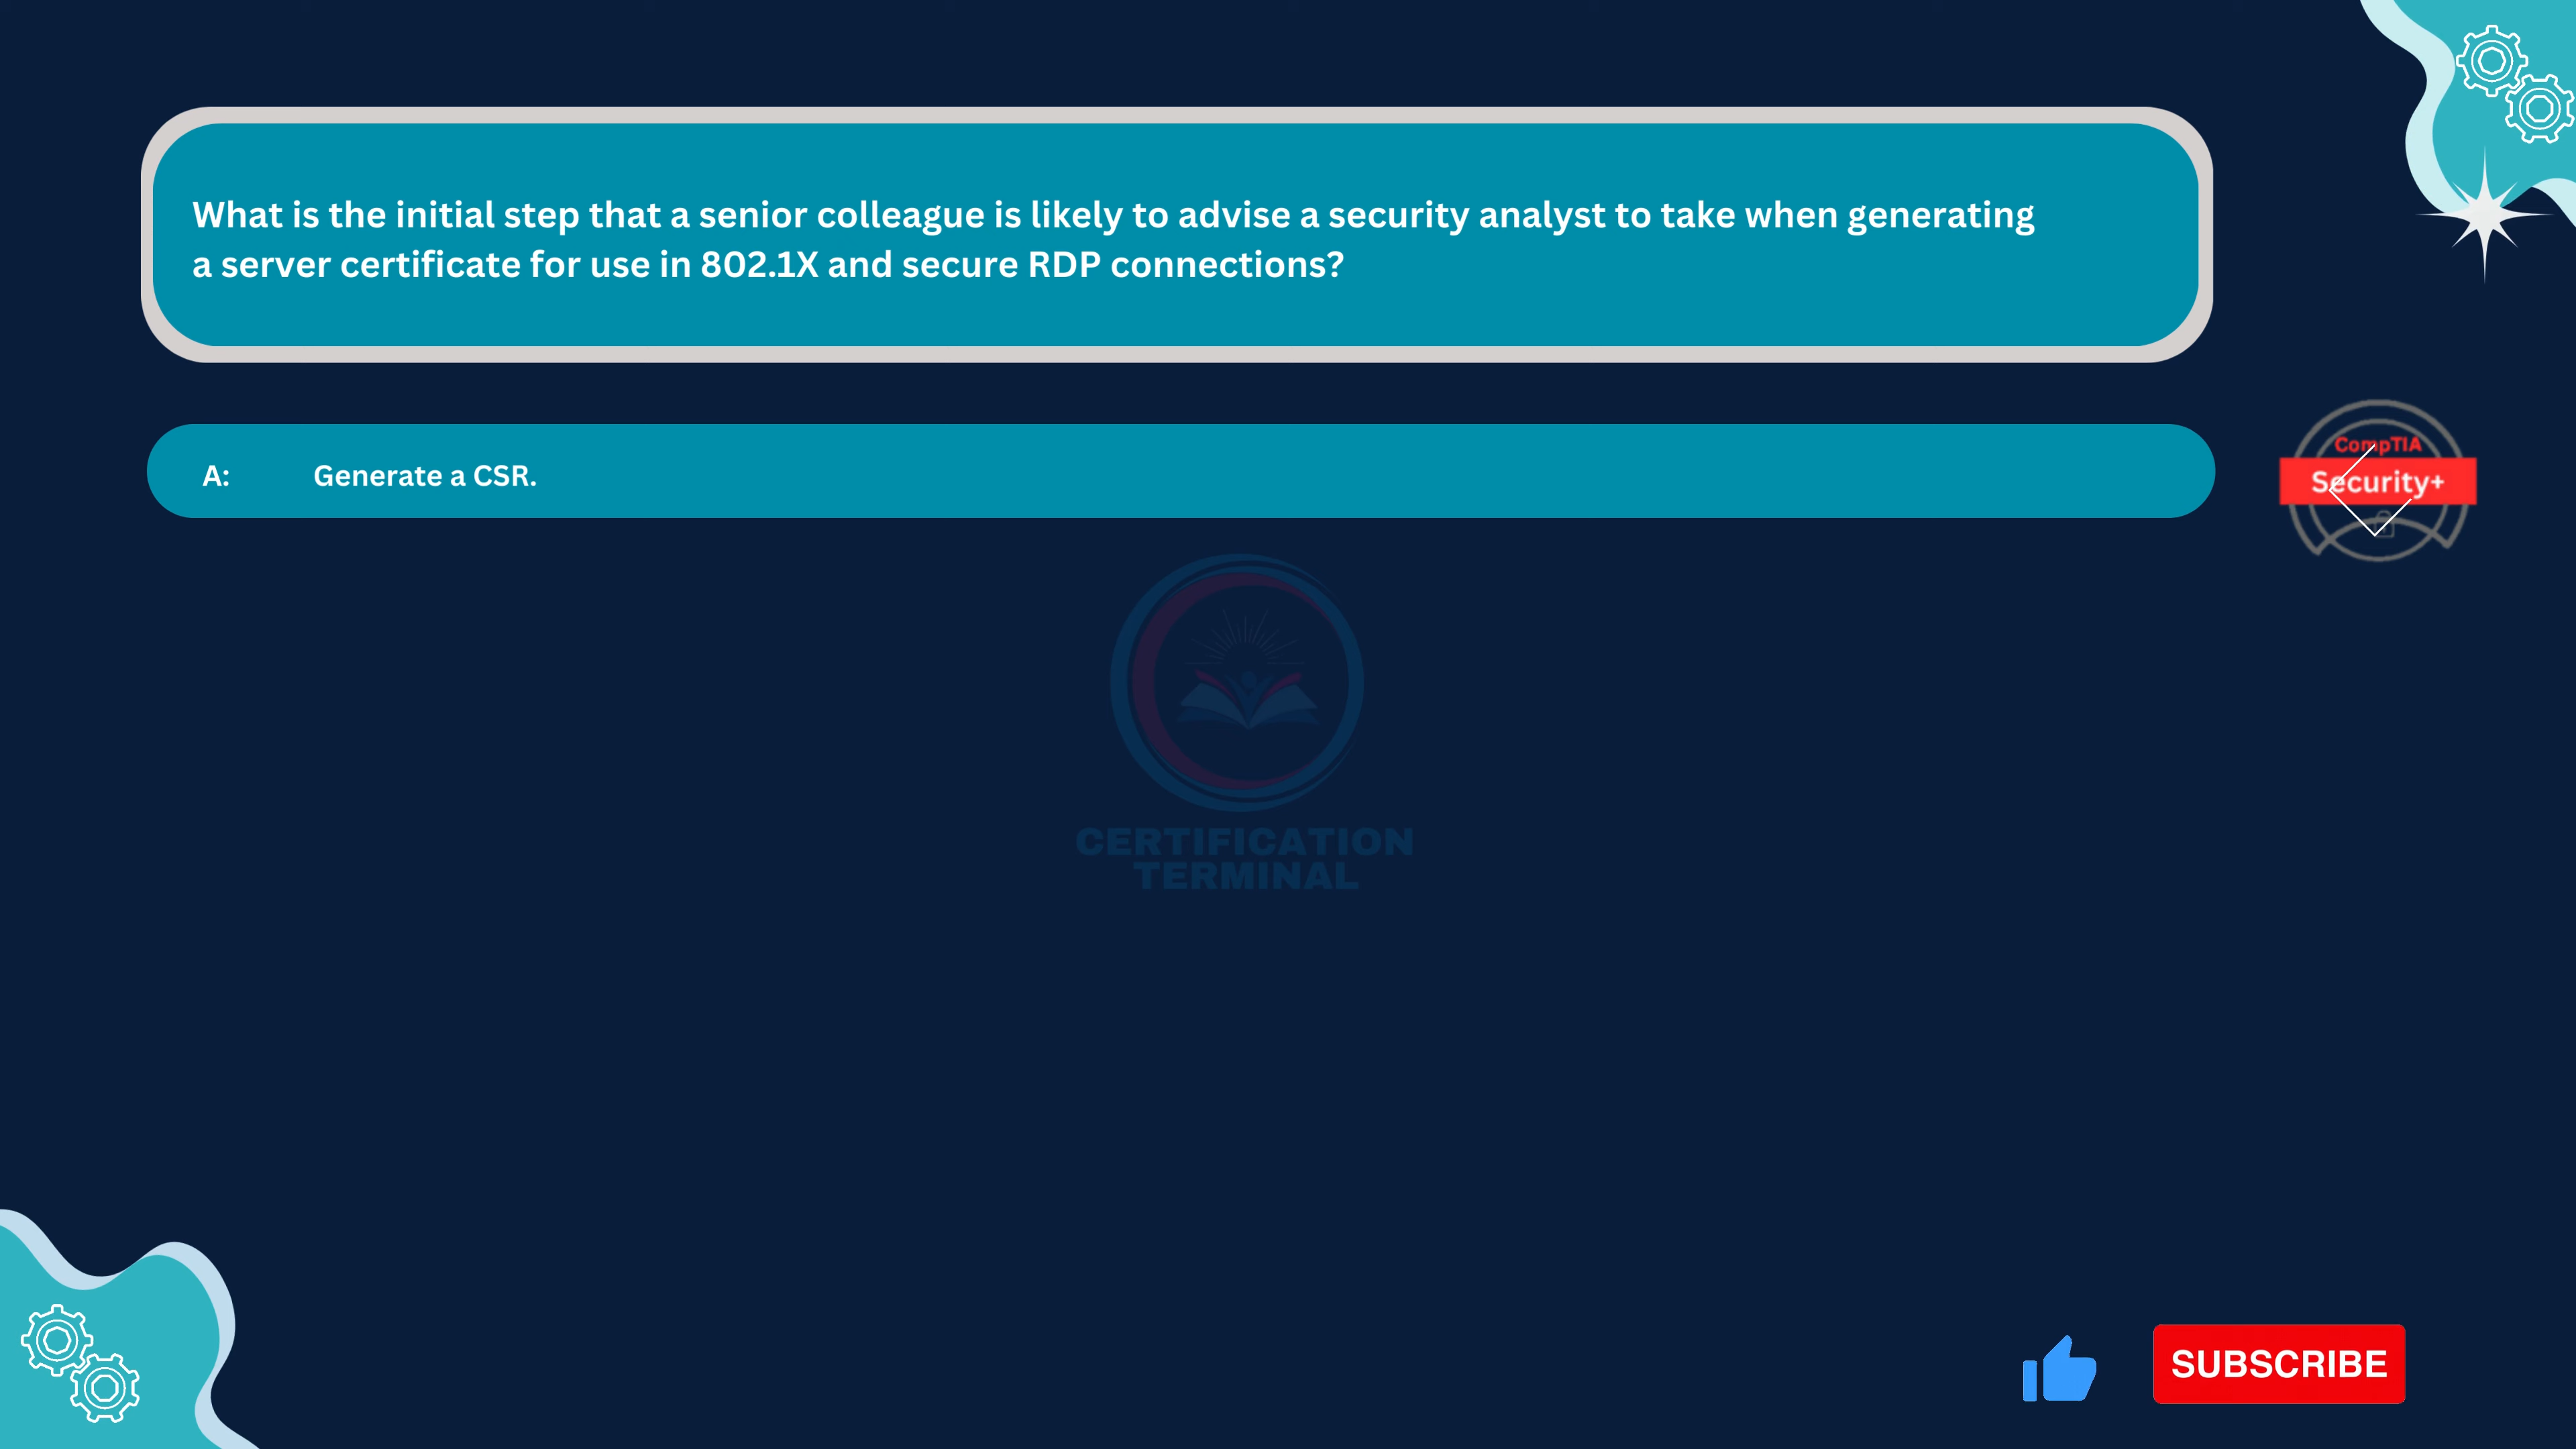 What is the initial step that a senior colleague is likely to advise a security analyst to take when generating
a server certificate for use in 802.1X and secure RDP connections?
A: Generate a CSR.
CompTIA
Security+
CERTIFICATION
TERMINAL
SUBSCRIBE